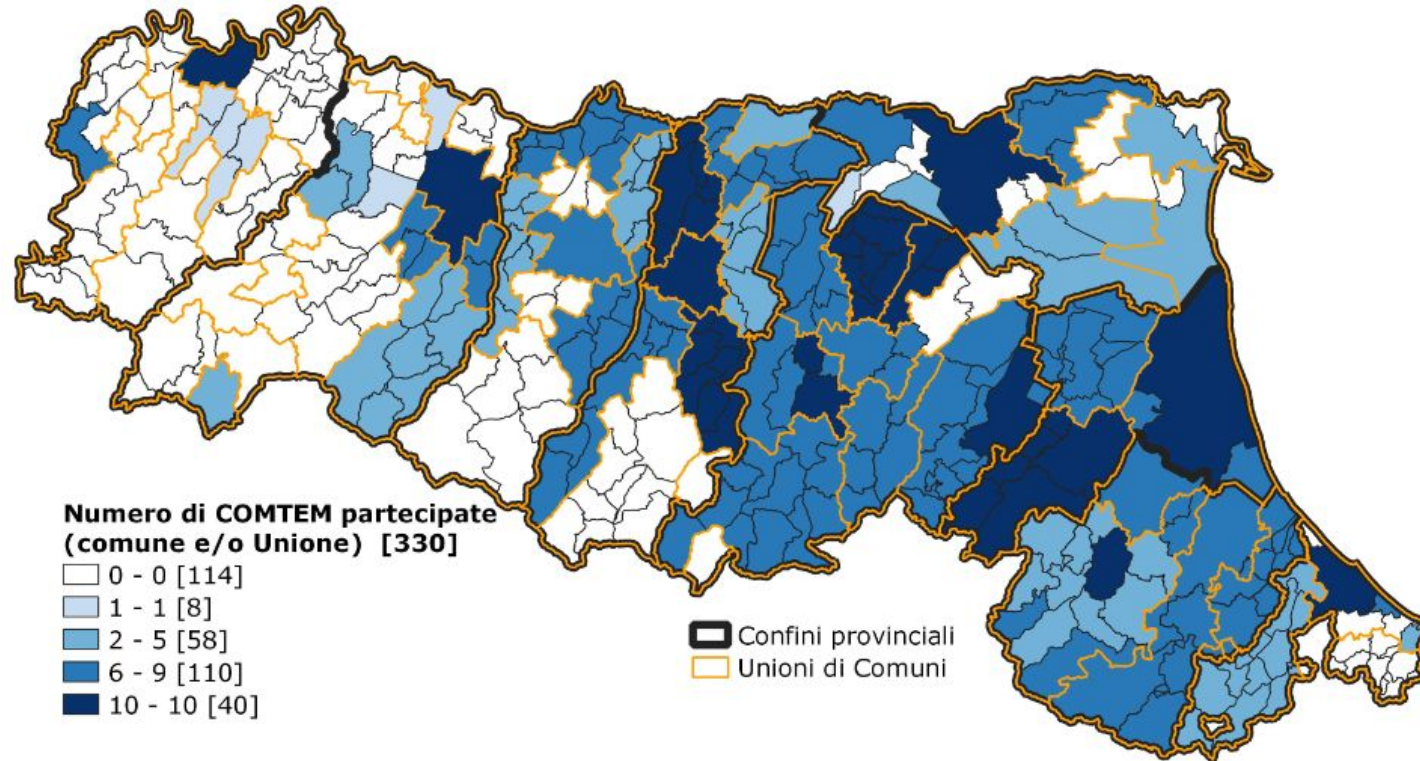 Numero di COMTEM partecipate
(comune e/o Unione) [330]
0 - 0 [114]
1 - 1 [8]
2 - 5 [58]
6 - 9 [110]
10 - 10 [40]
Confini provinciali
Unioni di Comuni